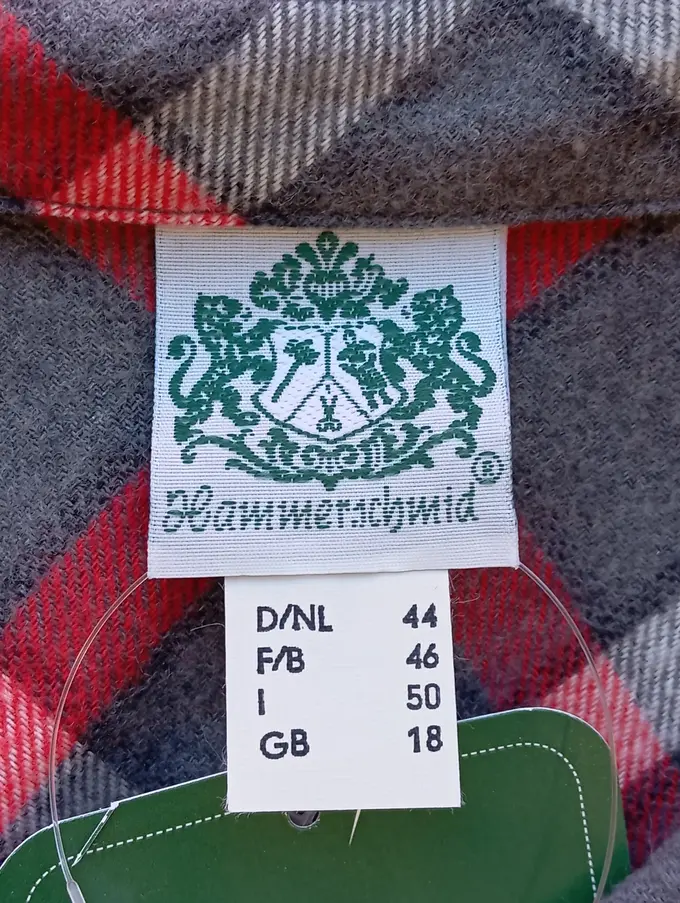 ®
Hammerschmid
D/NL 44
F/B 46
I 50
GB 18